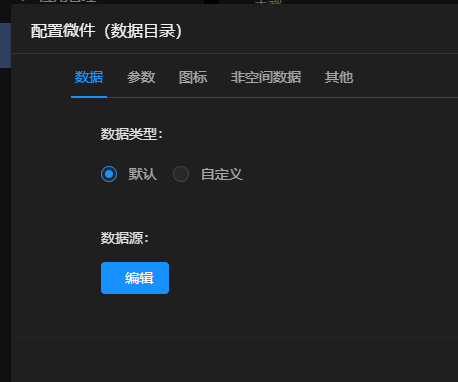 配置微件（数据目录）
数据 参数 图标 非空间数据 其他
数据类型：
默认 自定义
数据源：
编辑